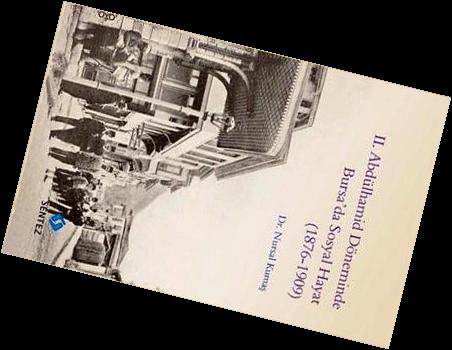 II. Abdülhamid Döneminde
Bursa'da Sosyal Hayat
(1876-1909)
Dr. Nursal Kumaş
SENTEZ